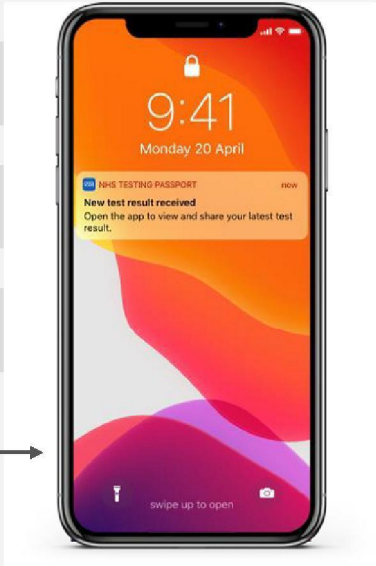 9:41
Monday 20 April
NHS TESTING PASSPORT now
New test result received
Open the app to view and share your latest test
result.
swipe up to open